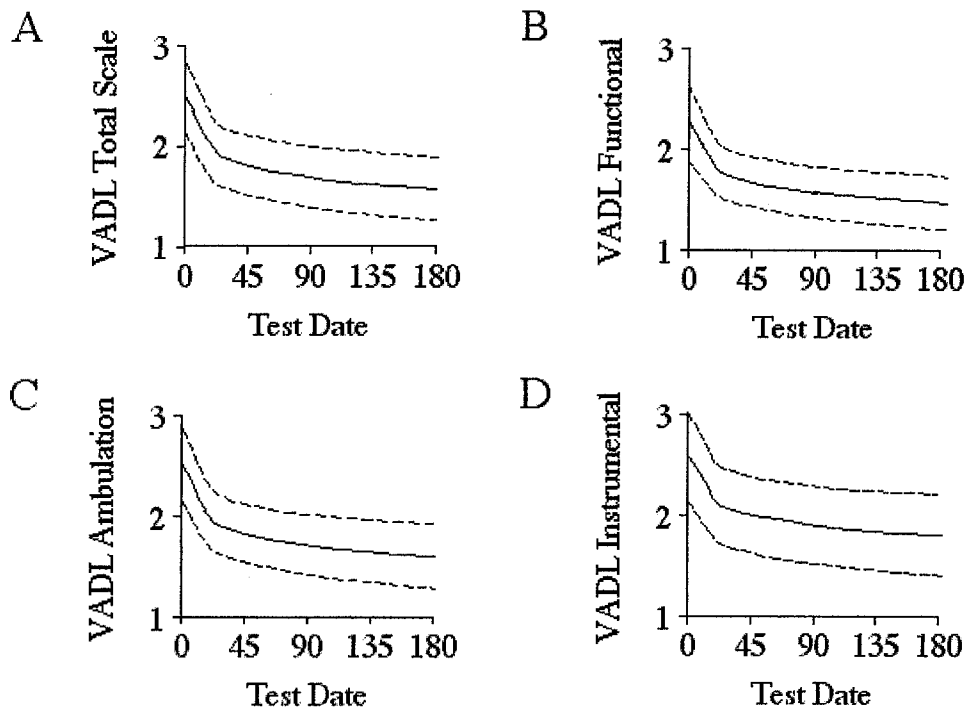 A
VADL Total Scale
3
2
1
0 45 90 135 180
Test Date
B
VADL Functional
3
2
1
0 45 90 135 180
Test Date
C
VADL Ambulation
3
2
1
0 45 90 135 180
Test Date
D
VADL Instrumental
3
2
1
0 45 90 135 180
Test Date